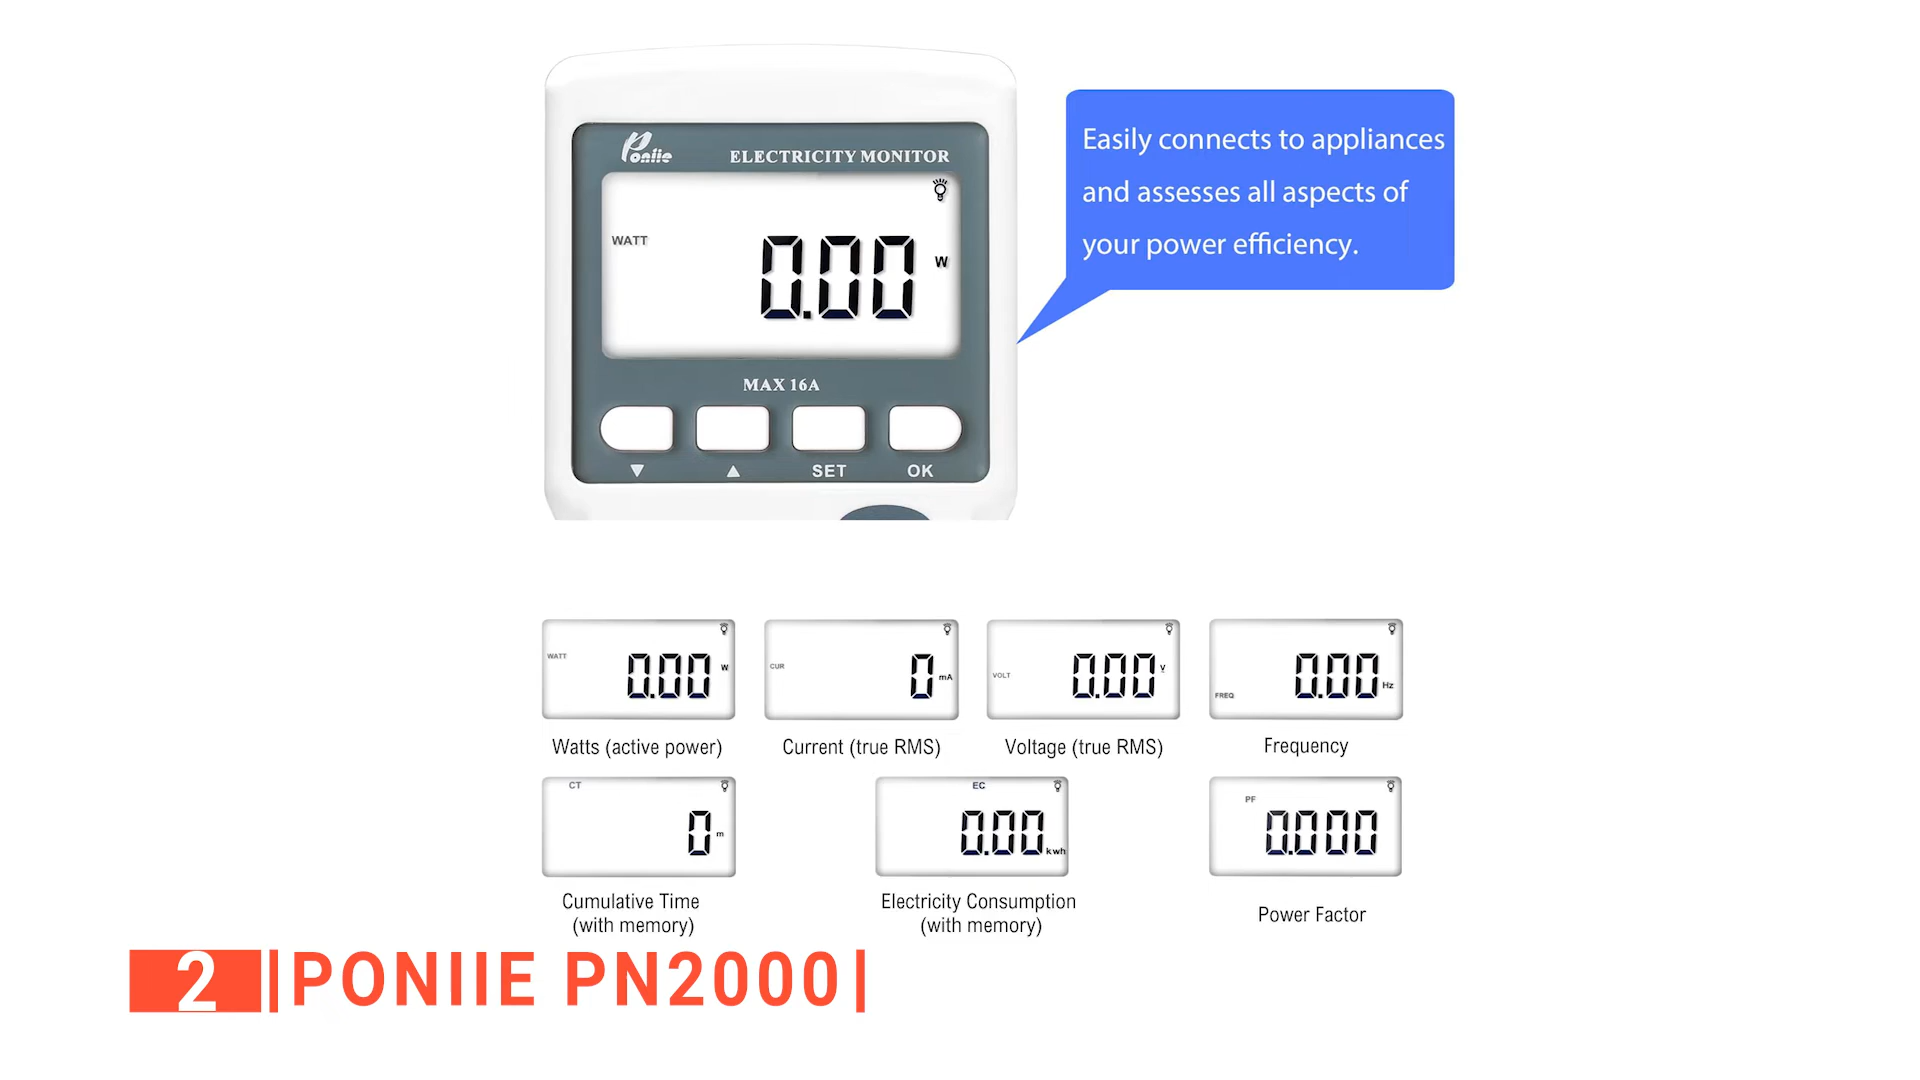 Poniie
ELECTRICITY MONITOR
WATT
0.00
W
MAX 16A
▼ ▲ SET OK
Easily connects to appliances
and assesses all aspects of
your power efficiency.
WATT 0.00 W
CUR 0 mA
VOLT 0.00 V
FREQ 0.00 Hz
Watts (active power)
Current (true RMS)
Voltage (true RMS)
Frequency
CT 0 m
EC 0.00 kwh
PF 0.000
Cumulative Time
(with memory)
Electricity Consumption
(with memory)
Power Factor
2 |PONIIE PN2000|